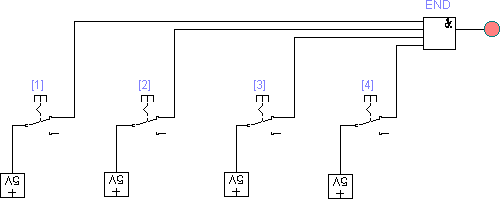 END
[1] [2] [3] [4]
5V 5V 5V 5V
+ + + +